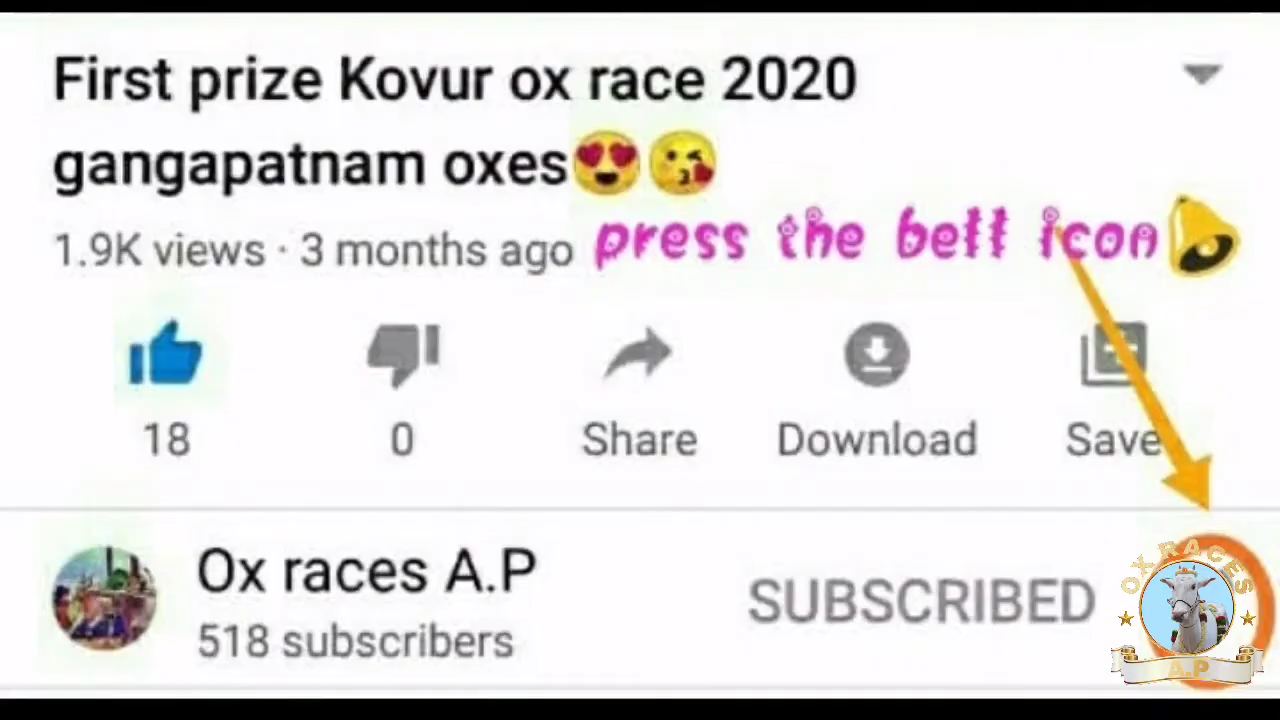 First prize Kovur ox race 2020
gangapatnam oxes😍😘
1.9K views · 3 months ago
press the bell icon🔔
18
0
Share
Download
Save
Ox races A.P
518 subscribers
SUBSCRIBED
OX RACES
A.P